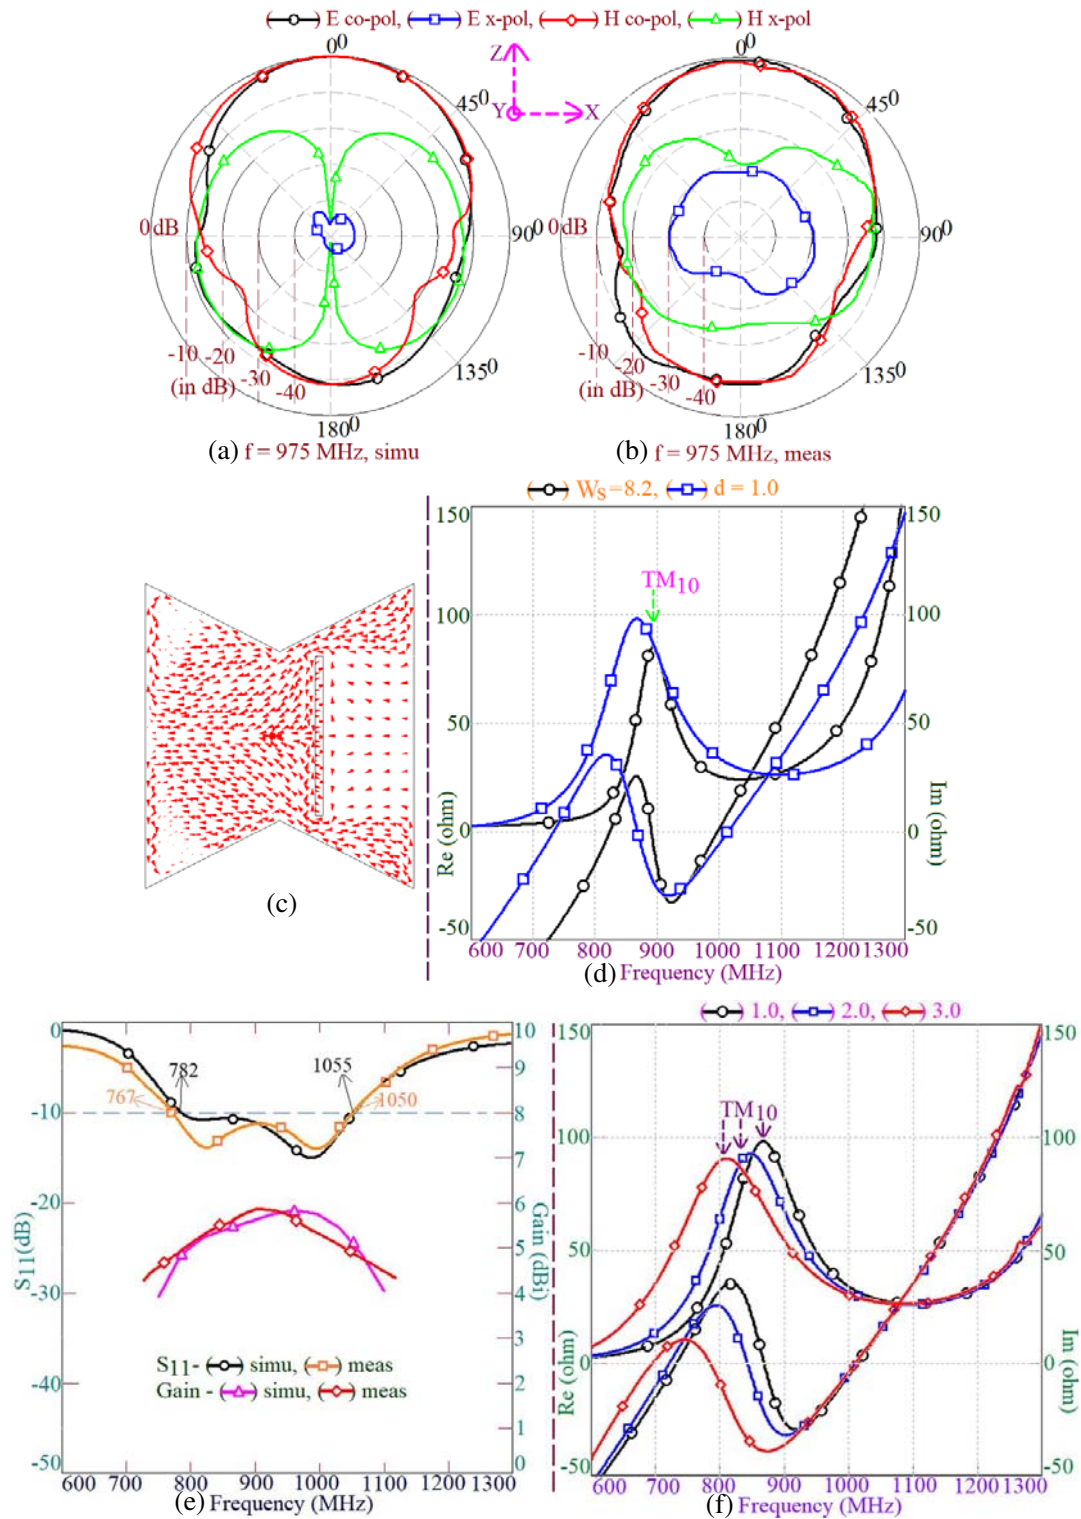 (—) E co-pol, (—) E x-pol, (—) H co-pol, (—) H x-pol
0⁰ 45⁰ 90⁰ 135⁰ 180⁰
0 dB -10 -20 -30 -40
(in dB)
Z
Y X
0⁰ 45⁰ 90⁰ 135⁰ 180⁰
0 dB -10 -20 -30 -40
(in dB)
(a) f = 975 MHz, simu
(b) f = 975 MHz, meas
(c)
(—) Wₛ = 8.2, (—) d = 1.0
150 100 50 0 -50
Re (ohm)
TM₁₀
150 100 50 0 -50
Im (ohm)
600 700 800 900 1000 1100 1200 1300
(d) Frequency (MHz)
0 -10 -20 -30 -40 -50
S₁₁(dB)
782
1055
767
1050
10 9 8 7 6 5 4 3 2 1 0
Gain (dBi)
S₁₁- (—) simu, (—) meas
Gain - (—) simu, (—) meas
600 700 800 900 1000 1100 1200 1300
(e) Frequency (MHz)
(—) 1.0, (—) 2.0, (—) 3.0
150 100 50 0 -50
Re (ohm)
TM₁₀
150 100 50 0 -50
Im (ohm)
600 700 800 900 1000 1100 1200 1300
(f) Frequency (MHz)